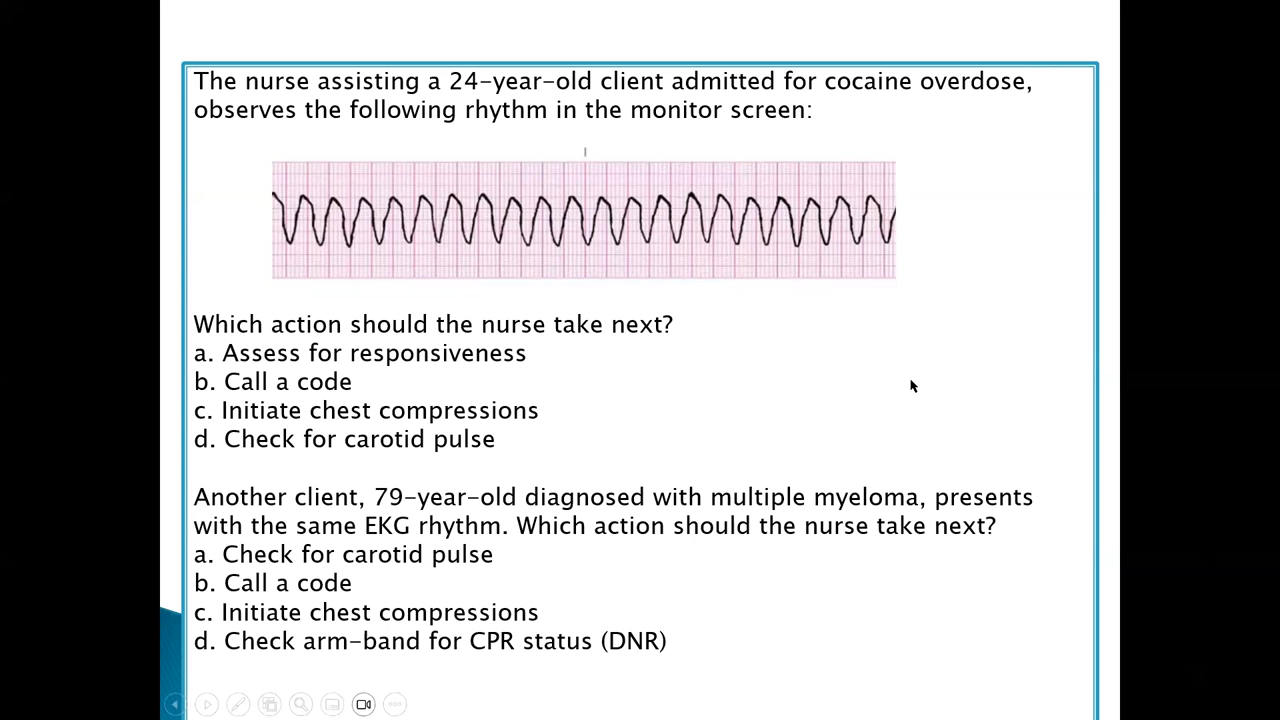 The nurse assisting a 24-year-old client admitted for cocaine overdose,
observes the following rhythm in the monitor screen:
Which action should the nurse take next?
a. Assess for responsiveness
b. Call a code
c. Initiate chest compressions
d. Check for carotid pulse
Another client, 79-year-old diagnosed with multiple myeloma, presents
with the same EKG rhythm. Which action should the nurse take next?
a. Check for carotid pulse
b. Call a code
c. Initiate chest compressions
d. Check arm-band for CPR status (DNR)